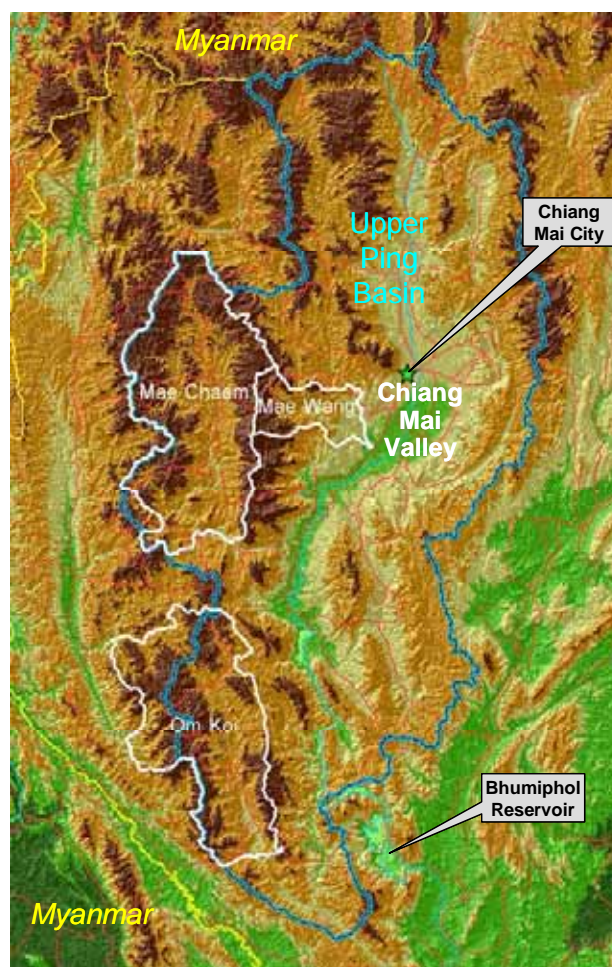 Myanmar
Chiang
Mai City
Upper
Ping
Basin
Mae Chaem
Mae Wang
Chiang
Mai
Valley
Om Koi
Bhumiphol
Reservoir
Myanmar